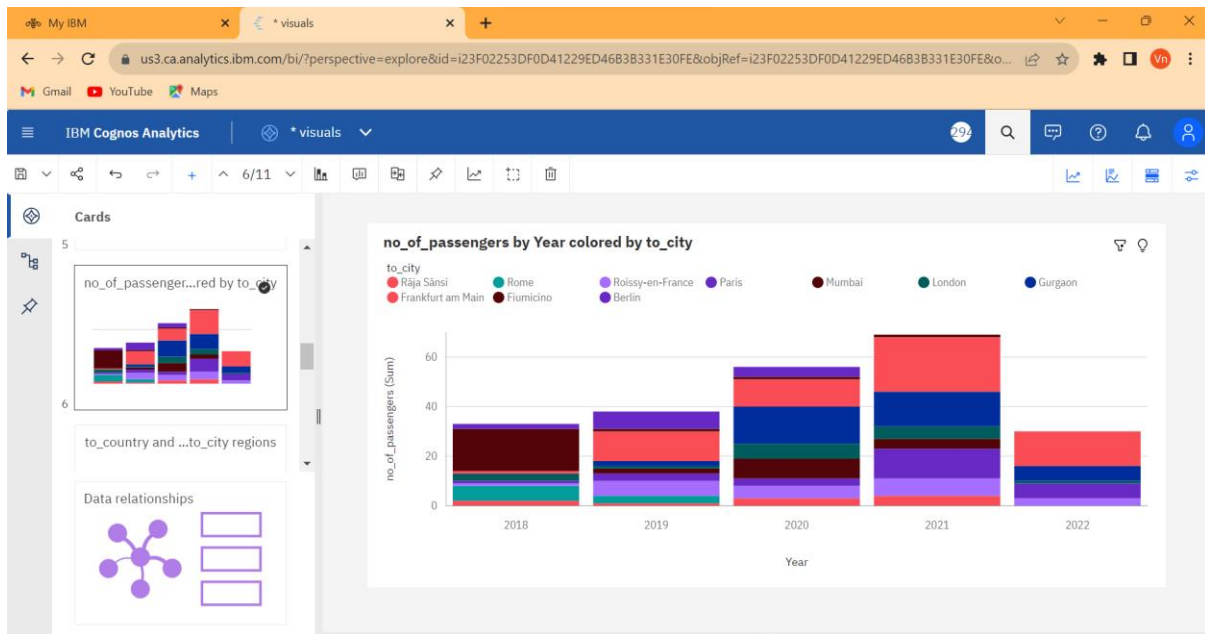 My IBM
* visuals
us3.ca.analytics.ibm.com/bi/?perspective=explore&id=i23F02253DF0D41229ED46B3B331E30FE&objRef=i23F02253DF0D41229ED46B3B331E30FE&o...
Vn
Gmail YouTube Maps
IBM Cognos Analytics * visuals
294
6/11
Cards
5
no_of_passenger...red by to_city
6
to_country and ...to_city regions
Data relationships
no_of_passengers by Year colored by to_city
to_city
Rāja Sānsi Rome Roissy-en-France Paris Mumbai London Gurgaon
Frankfurt am Main Fiumicino Berlin
no_of_passengers (Sum)
60
40
20
0
2018 2019 2020 2021 2022
Year